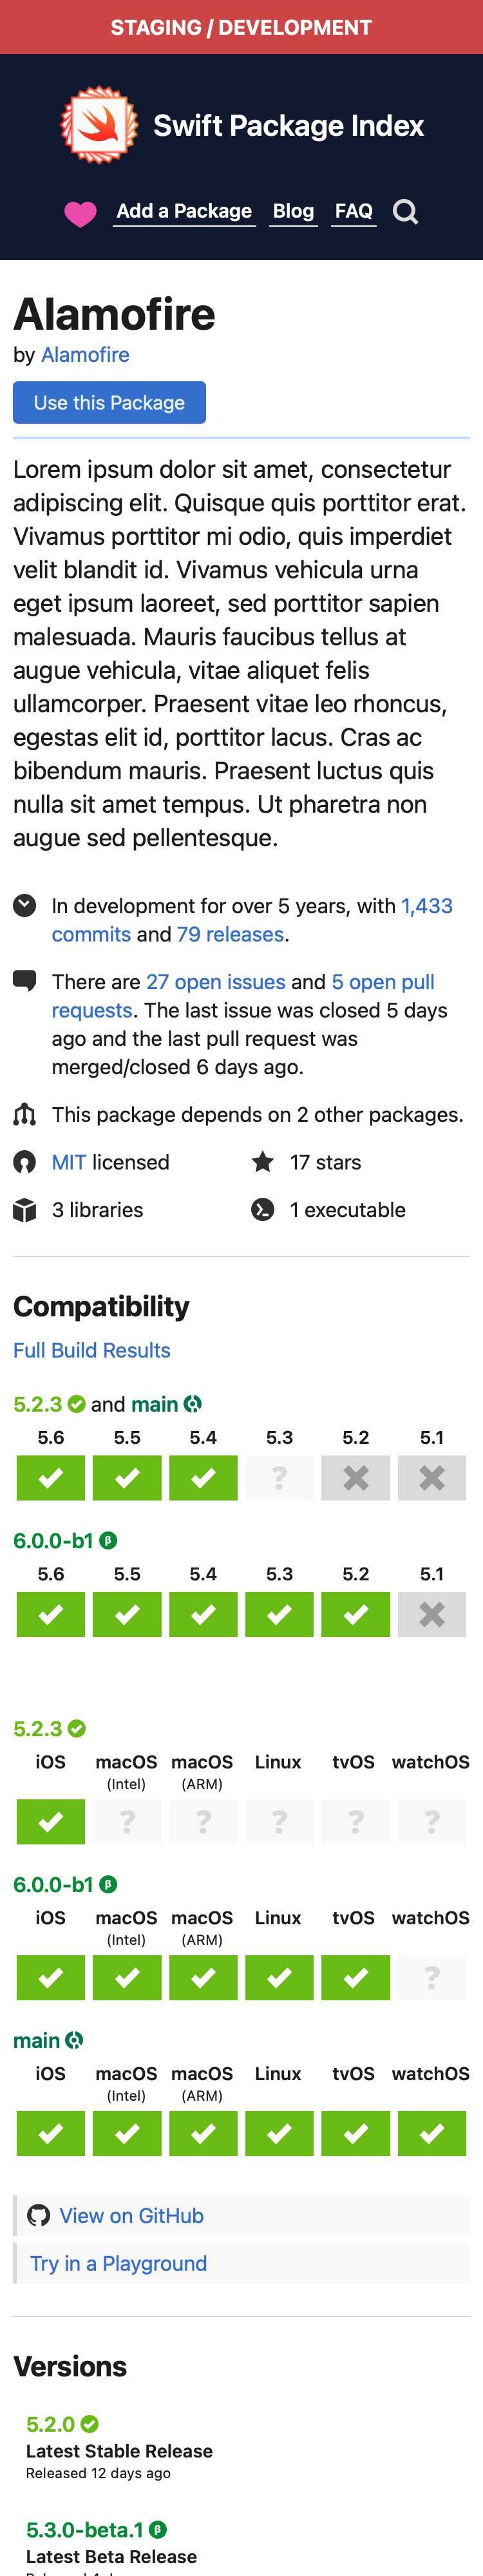 STAGING / DEVELOPMENT
Swift Package Index
Add a Package Blog FAQ
Alamofire
by Alamofire
Use this Package
Lorem ipsum dolor sit amet, consectetur
adipiscing elit. Quisque quis porttitor erat.
Vivamus porttitor mi odio, quis imperdiet
velit blandit id. Vivamus vehicula urna
eget ipsum laoreet, sed porttitor sapien
malesuada. Mauris faucibus tellus at
augue vehicula, vitae aliquet felis
ullamcorper. Praesent vitae leo rhoncus,
egestas elit id, porttitor lacus. Cras ac
bibendum mauris. Praesent luctus quis
nulla sit amet tempus. Ut pharetra non
augue sed pellentesque.
In development for over 5 years, with 1,433
commits and 79 releases.
There are 27 open issues and 5 open pull
requests. The last issue was closed 5 days
ago and the last pull request was
merged/closed 6 days ago.
This package depends on 2 other packages.
MIT licensed 17 stars
3 libraries 1 executable
Compatibility
Full Build Results
5.2.3 and main
5.6 5.5 5.4 5.3 5.2 5.1
?
6.0.0-b1 β
5.6 5.5 5.4 5.3 5.2 5.1
5.2.3
iOS macOS macOS Linux tvOS watchOS
(Intel) (ARM)
? ? ? ? ?
6.0.0-b1 β
iOS macOS macOS Linux tvOS watchOS
(Intel) (ARM)
?
main
iOS macOS macOS Linux tvOS watchOS
(Intel) (ARM)
View on GitHub
Try in a Playground
Versions
5.2.0
Latest Stable Release
Released 12 days ago
5.3.0-beta.1 β
Latest Beta Release